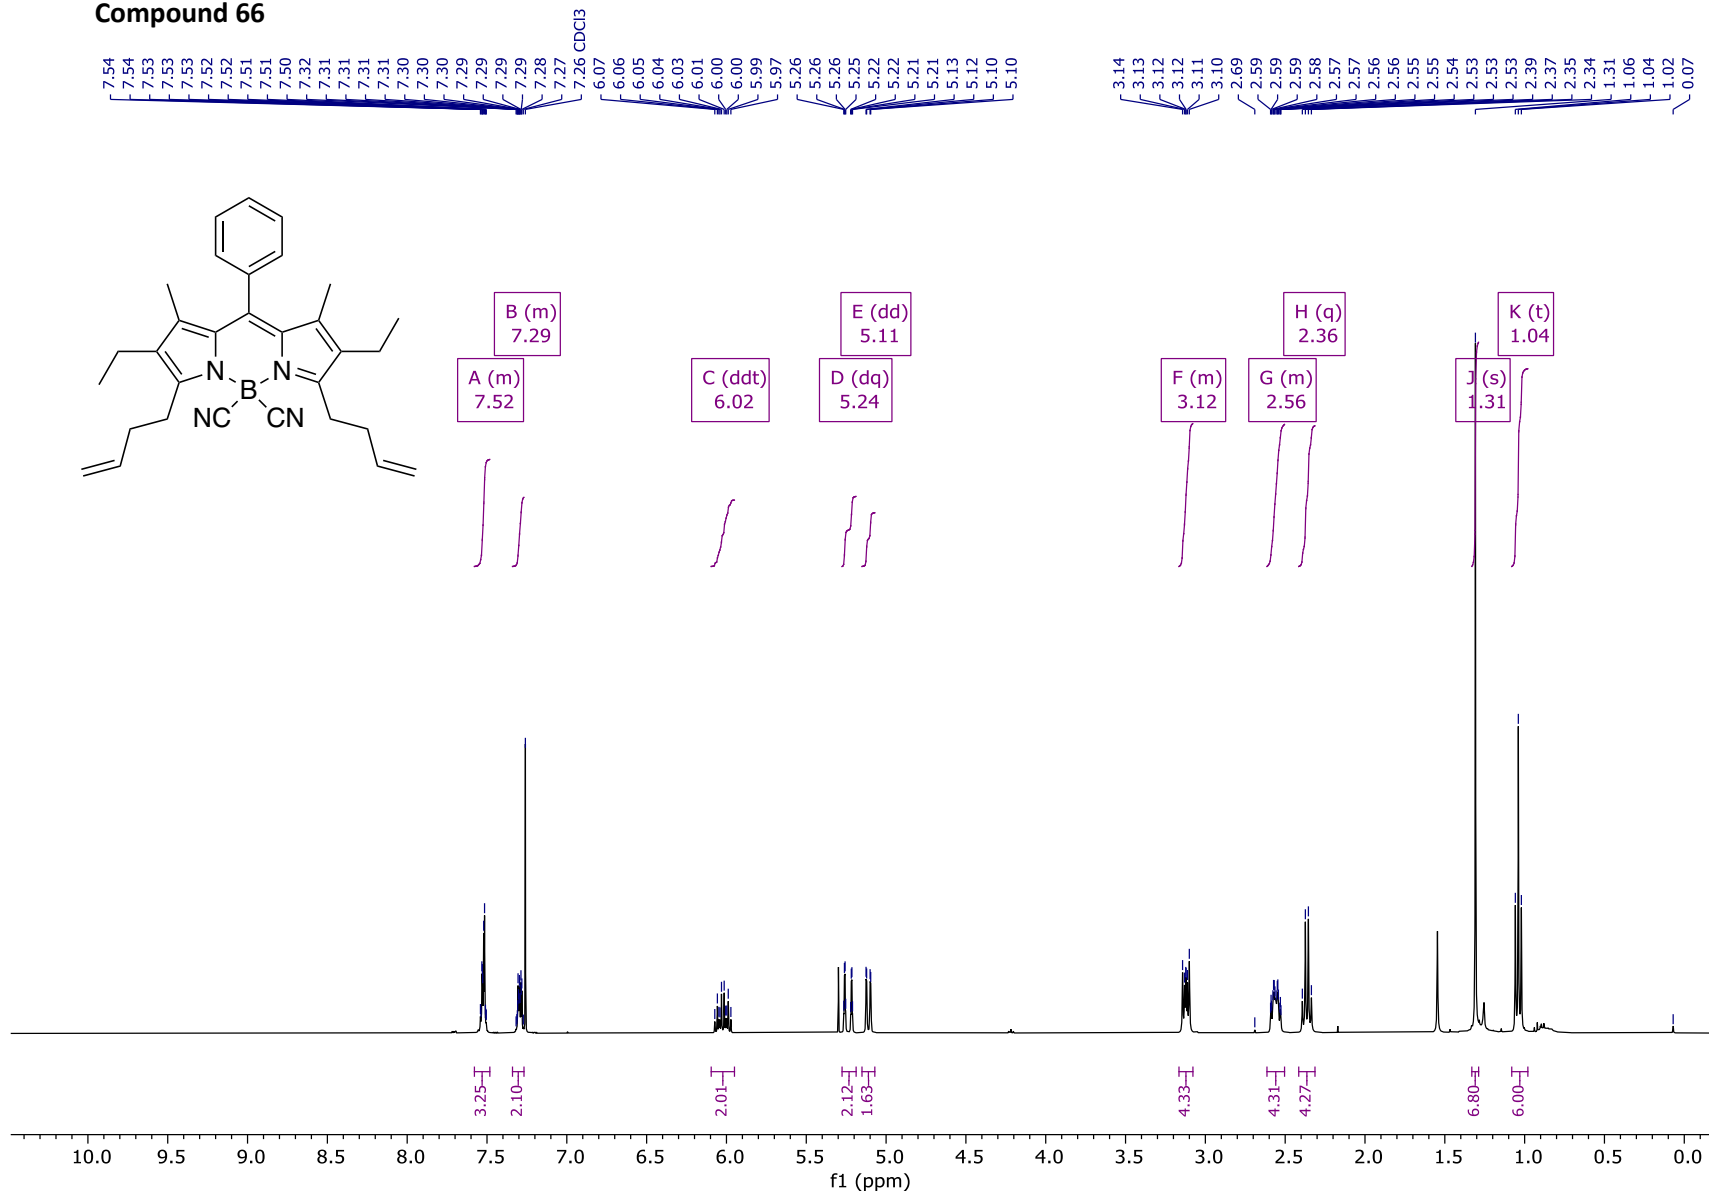 Compound 66
7.54 7.54 7.53 7.53 7.53 7.52 7.52 7.51 7.51 7.50 7.32 7.31 7.31 7.31 7.31 7.30 7.30 7.30 7.29 7.29 7.29 7.29 7.28 7.27 7.26 CDCl3 6.07 6.06 6.05 6.04 6.03 6.01 6.00 6.00 5.99 5.97 5.26 5.26 5.26 5.25 5.22 5.22 5.21 5.21 5.13 5.12 5.10 5.10 3.14 3.13 3.12 3.12 3.11 3.10 2.69 2.59 2.59 2.59 2.58 2.57 2.57 2.56 2.56 2.55 2.55 2.54 2.53 2.53 2.53 2.39 2.37 2.35 2.34 1.31 1.06 1.04 1.02 0.07
B (m)
7.29
E (dd)
5.11
H (q)
2.36
K (t)
1.04
A (m)
7.52
C (ddt)
6.02
D (dq)
5.24
F (m)
3.12
G (m)
2.56
J (s)
1.31
N
N
B
NC
CN
3.25 2.10 2.01 2.12 1.63 4.33 4.31 4.27 6.80 6.00
10.0 9.5 9.0 8.5 8.0 7.5 7.0 6.5 6.0 5.5 5.0 4.5 4.0 3.5 3.0 2.5 2.0 1.5 1.0 0.5 0.0
f1 (ppm)